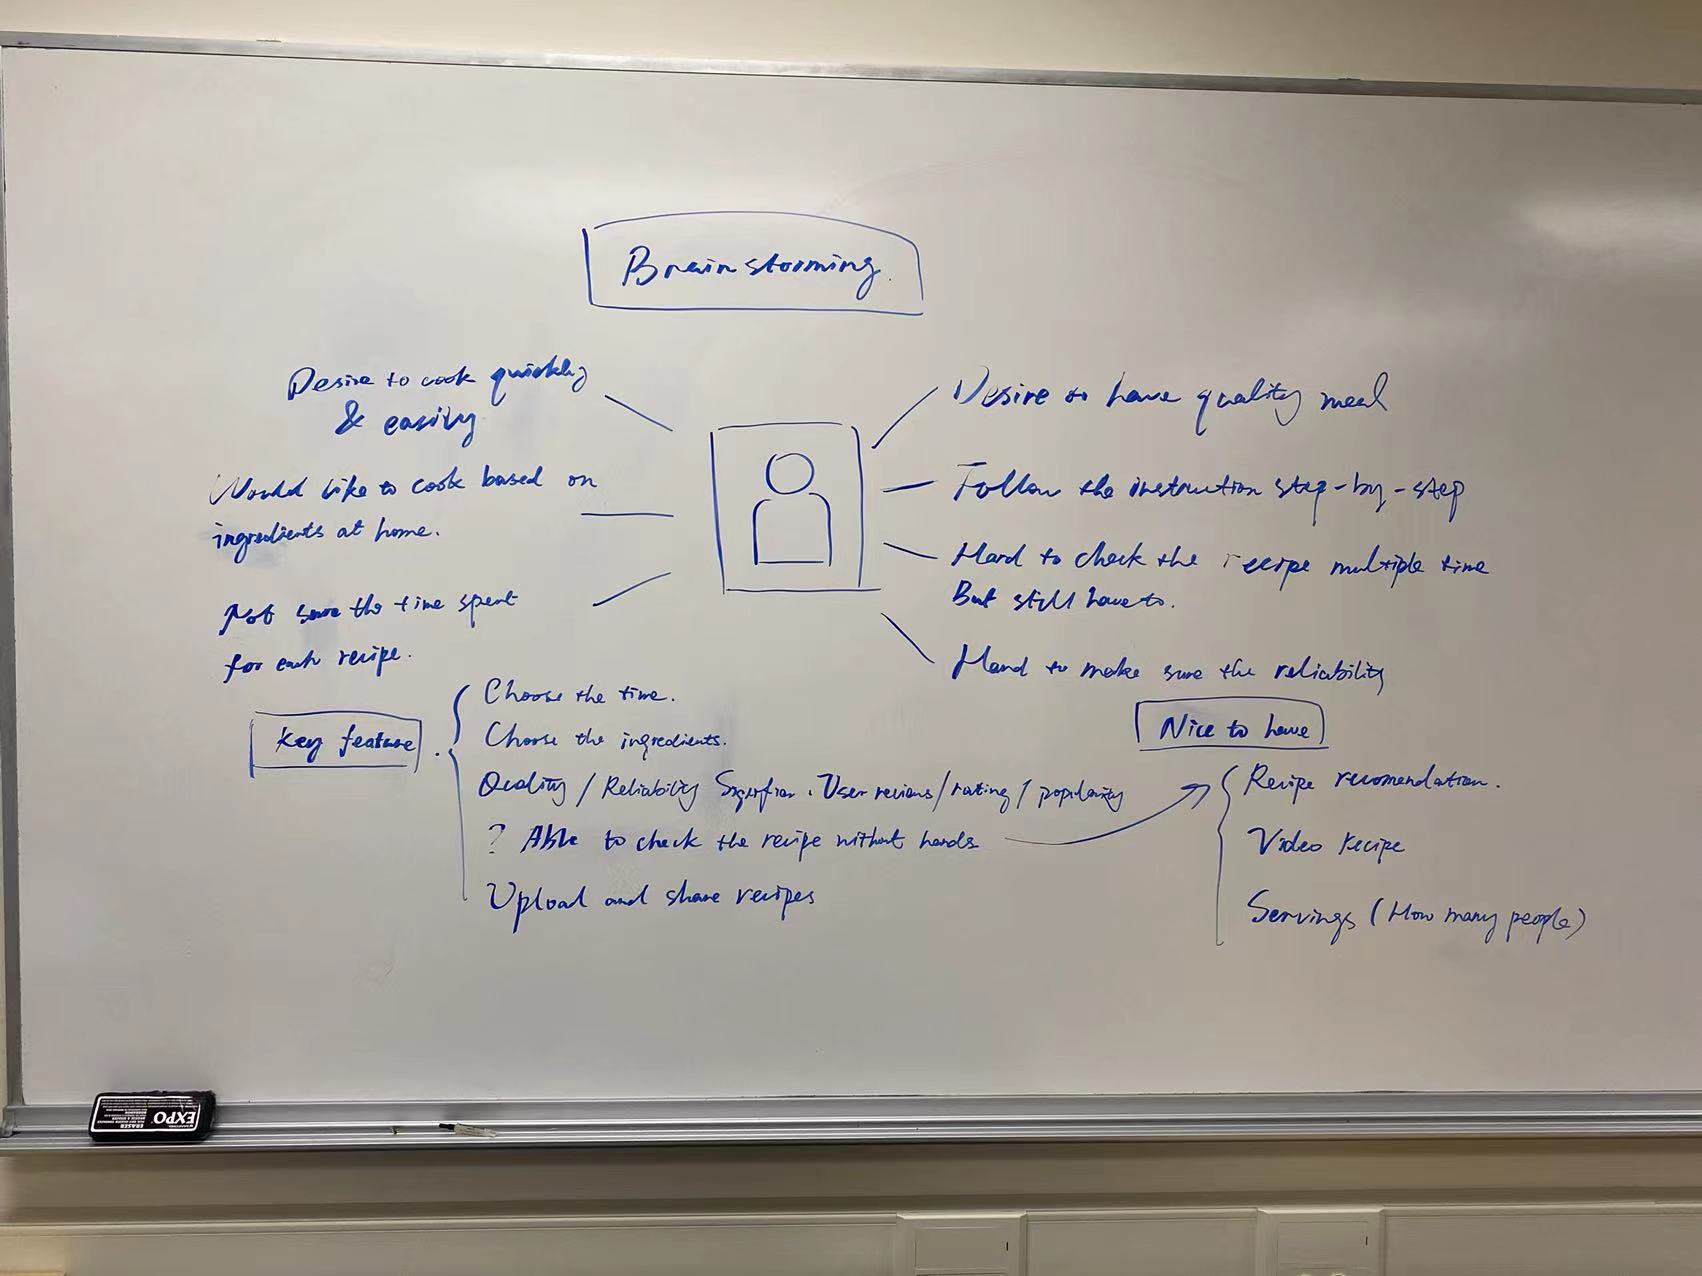 Brainstorming.
Desire to cook quickly
& easily
Would like to cook based on
ingredients at home.
Not sure the time spent
for each recipe.
Desire to have quality meal
Follow the instruction step-by-step
Hard to check the recipe multiple time
But still have to.
Hard to make sure the reliability
Key feature
Choose the time.
Choose the ingredients.
Quality / Reliability User reviews / rating / popularity
? Able to check the recipe without hands
Upload and share recipes
Nice to have
Recipe recomendation.
Video recipe
Servings (How many people)
EXPO
ERASER